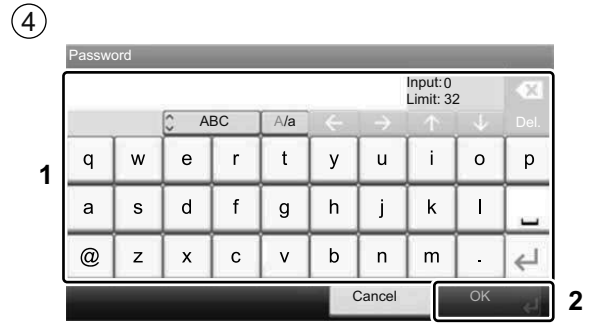 4
Password
Input: 0
Limit: 32
ABC A/a Del.
q w e r t y u i o p
1
a s d f g h j k l
@ z x c v b n m .
Cancel OK 2